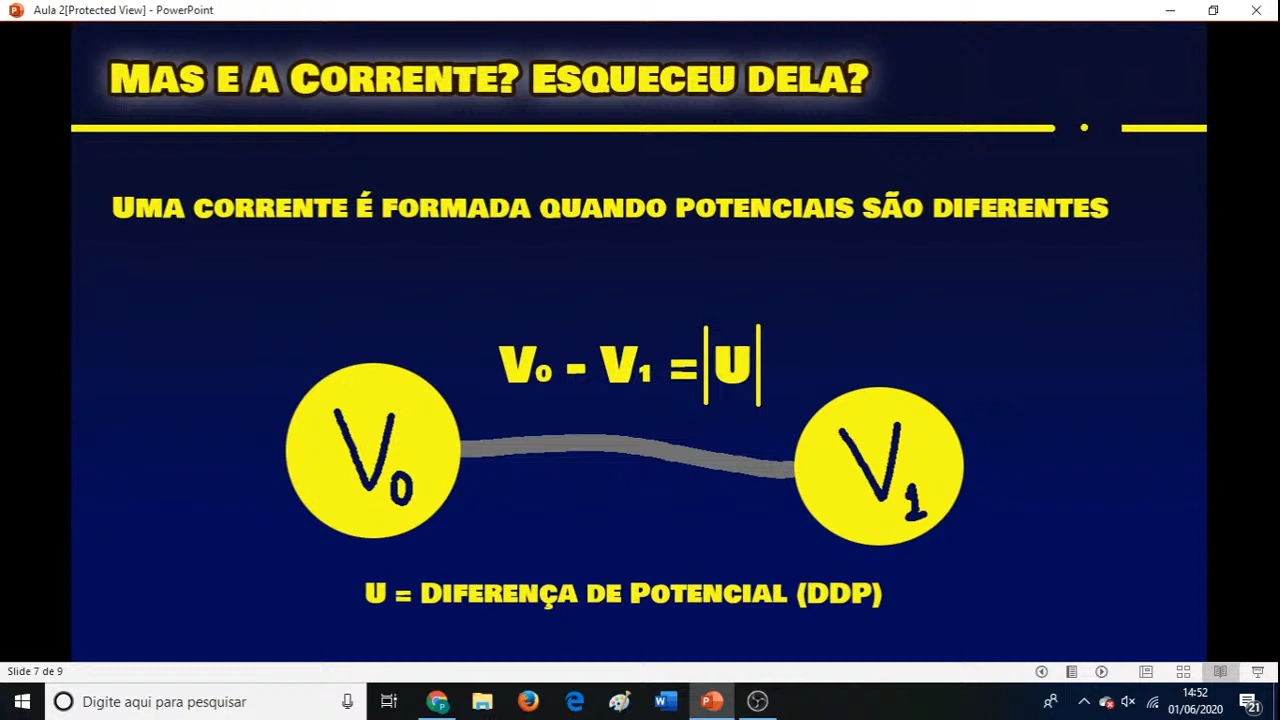 Aula 2[Protected View] - PowerPoint
Mas e a Corrente? Esqueceu dela?
Uma corrente é formada quando potenciais são diferentes
V₀ - V₁ = |U|
V₀
V₁
U = Diferença de Potencial (DDP)
Slide 7 de 9
Digite aqui para pesquisar
14:52
01/06/2020
21